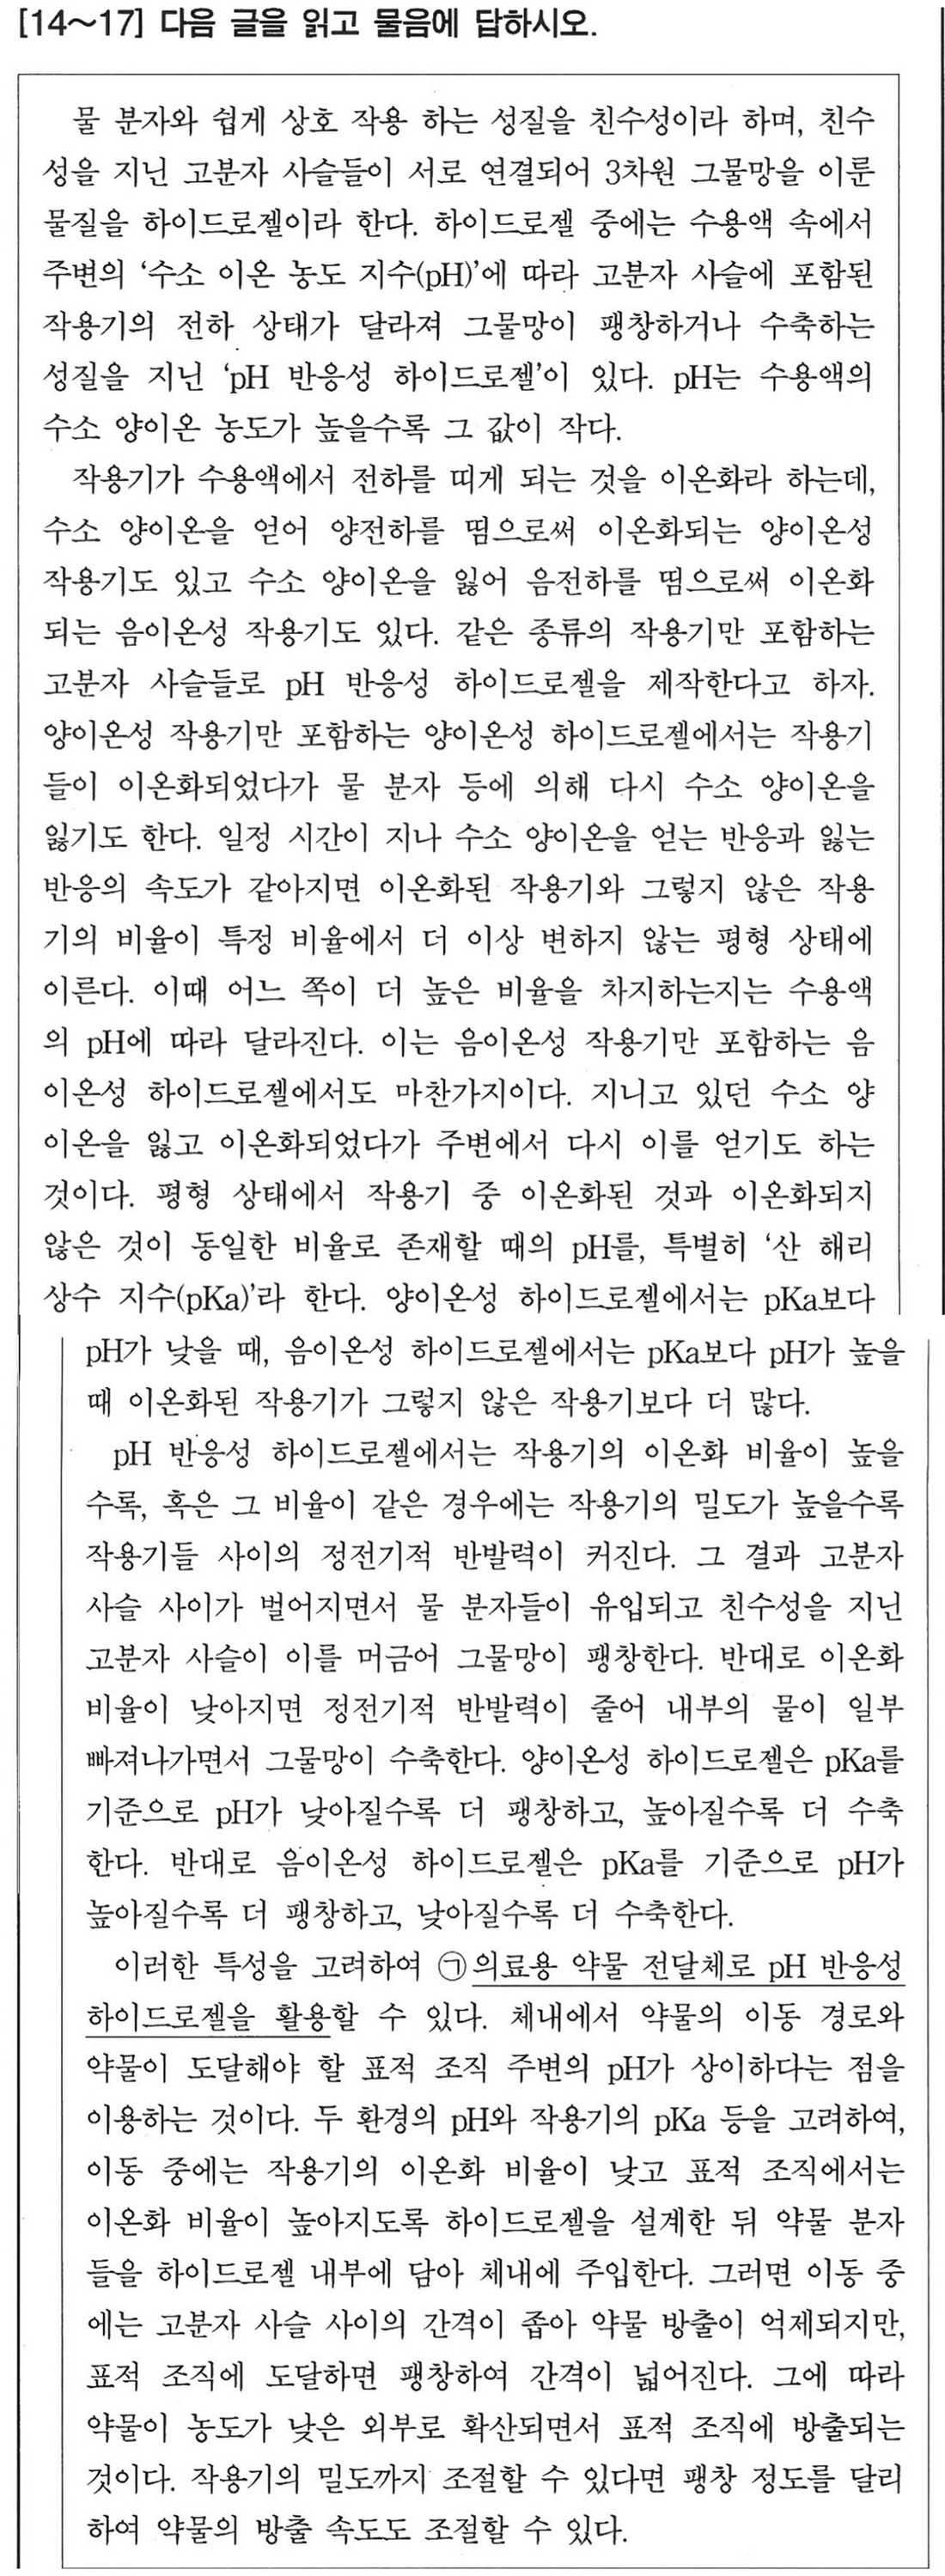 [14~17] 다음 글을 읽고 물음에 답하시오.
물 분자와 쉽게 상호 작용 하는 성질을 친수성이라 하며, 친수
성을 지닌 고분자 사슬들이 서로 연결되어 3차원 그물망을 이룬
물질을 하이드로젤이라 한다. 하이드로젤 중에는 수용액 속에서
주변의 ‘수소 이온 농도 지수(pH)’에 따라 고분자 사슬에 포함된
작용기의 전하 상태가 달라져 그물망이 팽창하거나 수축하는
성질을 지닌 ‘pH 반응성 하이드로젤’이 있다. pH는 수용액의
수소 양이온 농도가 높을수록 그 값이 작다.
작용기가 수용액에서 전하를 띠게 되는 것을 이온화라 하는데,
수소 양이온을 얻어 양전하를 띰으로써 이온화되는 양이온성
작용기도 있고 수소 양이온을 잃어 음전하를 띰으로써 이온화
되는 음이온성 작용기도 있다. 같은 종류의 작용기만 포함하는
고분자 사슬들로 pH 반응성 하이드로젤을 제작한다고 하자.
양이온성 작용기만 포함하는 양이온성 하이드로젤에서는 작용기
들이 이온화되었다가 물 분자 등에 의해 다시 수소 양이온을
잃기도 한다. 일정 시간이 지나 수소 양이온을 얻는 반응과 잃는
반응의 속도가 같아지면 이온화된 작용기와 그렇지 않은 작용
기의 비율이 특정 비율에서 더 이상 변하지 않는 평형 상태에
이른다. 이때 어느 쪽이 더 높은 비율을 차지하는지는 수용액
의 pH에 따라 달라진다. 이는 음이온성 작용기만 포함하는 음
이온성 하이드로젤에서도 마찬가지이다. 지니고 있던 수소 양
이온을 잃고 이온화되었다가 주변에서 다시 이를 얻기도 하는
것이다. 평형 상태에서 작용기 중 이온화된 것과 이온화되지
않은 것이 동일한 비율로 존재할 때의 pH를, 특별히 ‘산 해리
상수 지수(pKa)’라 한다. 양이온성 하이드로젤에서는 pKa보다
pH가 낮을 때, 음이온성 하이드로젤에서는 pKa보다 pH가 높을
때 이온화된 작용기가 그렇지 않은 작용기보다 더 많다.
pH 반응성 하이드로젤에서는 작용기의 이온화 비율이 높을
수록, 혹은 그 비율이 같은 경우에는 작용기의 밀도가 높을수록
작용기들 사이의 정전기적 반발력이 커진다. 그 결과 고분자
사슬 사이가 벌어지면서 물 분자들이 유입되고 친수성을 지닌
고분자 사슬이 이를 머금어 그물망이 팽창한다. 반대로 이온화
비율이 낮아지면 정전기적 반발력이 줄어 내부의 물이 일부
빠져나가면서 그물망이 수축한다. 양이온성 하이드로젤은 pKa를
기준으로 pH가 낮아질수록 더 팽창하고, 높아질수록 더 수축
한다. 반대로 음이온성 하이드로젤은 pKa를 기준으로 pH가
높아질수록 더 팽창하고, 낮아질수록 더 수축한다.
이러한 특성을 고려하여 ㉠의료용 약물 전달체로 pH 반응성
하이드로젤을 활용할 수 있다. 체내에서 약물의 이동 경로와
약물이 도달해야 할 표적 조직 주변의 pH가 상이하다는 점을
이용하는 것이다. 두 환경의 pH와 작용기의 pKa 등을 고려하여,
이동 중에는 작용기의 이온화 비율이 낮고 표적 조직에서는
이온화 비율이 높아지도록 하이드로젤을 설계한 뒤 약물 분자
들을 하이드로젤 내부에 담아 체내에 주입한다. 그러면 이동 중
에는 고분자 사슬 사이의 간격이 좁아 약물 방출이 억제되지만,
표적 조직에 도달하면 팽창하여 간격이 넓어진다. 그에 따라
약물이 농도가 낮은 외부로 확산되면서 표적 조직에 방출되는
것이다. 작용기의 밀도까지 조절할 수 있다면 팽창 정도를 달리
하여 약물의 방출 속도도 조절할 수 있다.